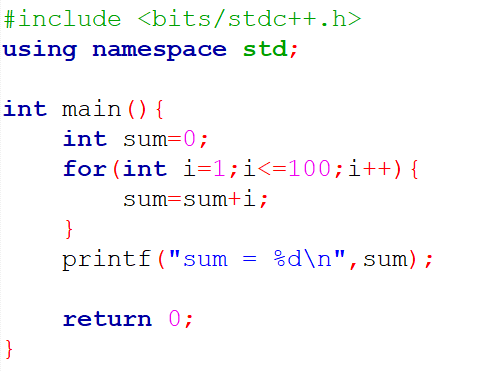 #include <bits/stdc++.h>
using namespace std;

int main(){
    int sum=0;
    for(int i=1;i<=100;i++){
        sum=sum+i;
    }
    printf("sum = %d\n",sum);

    return 0;
}